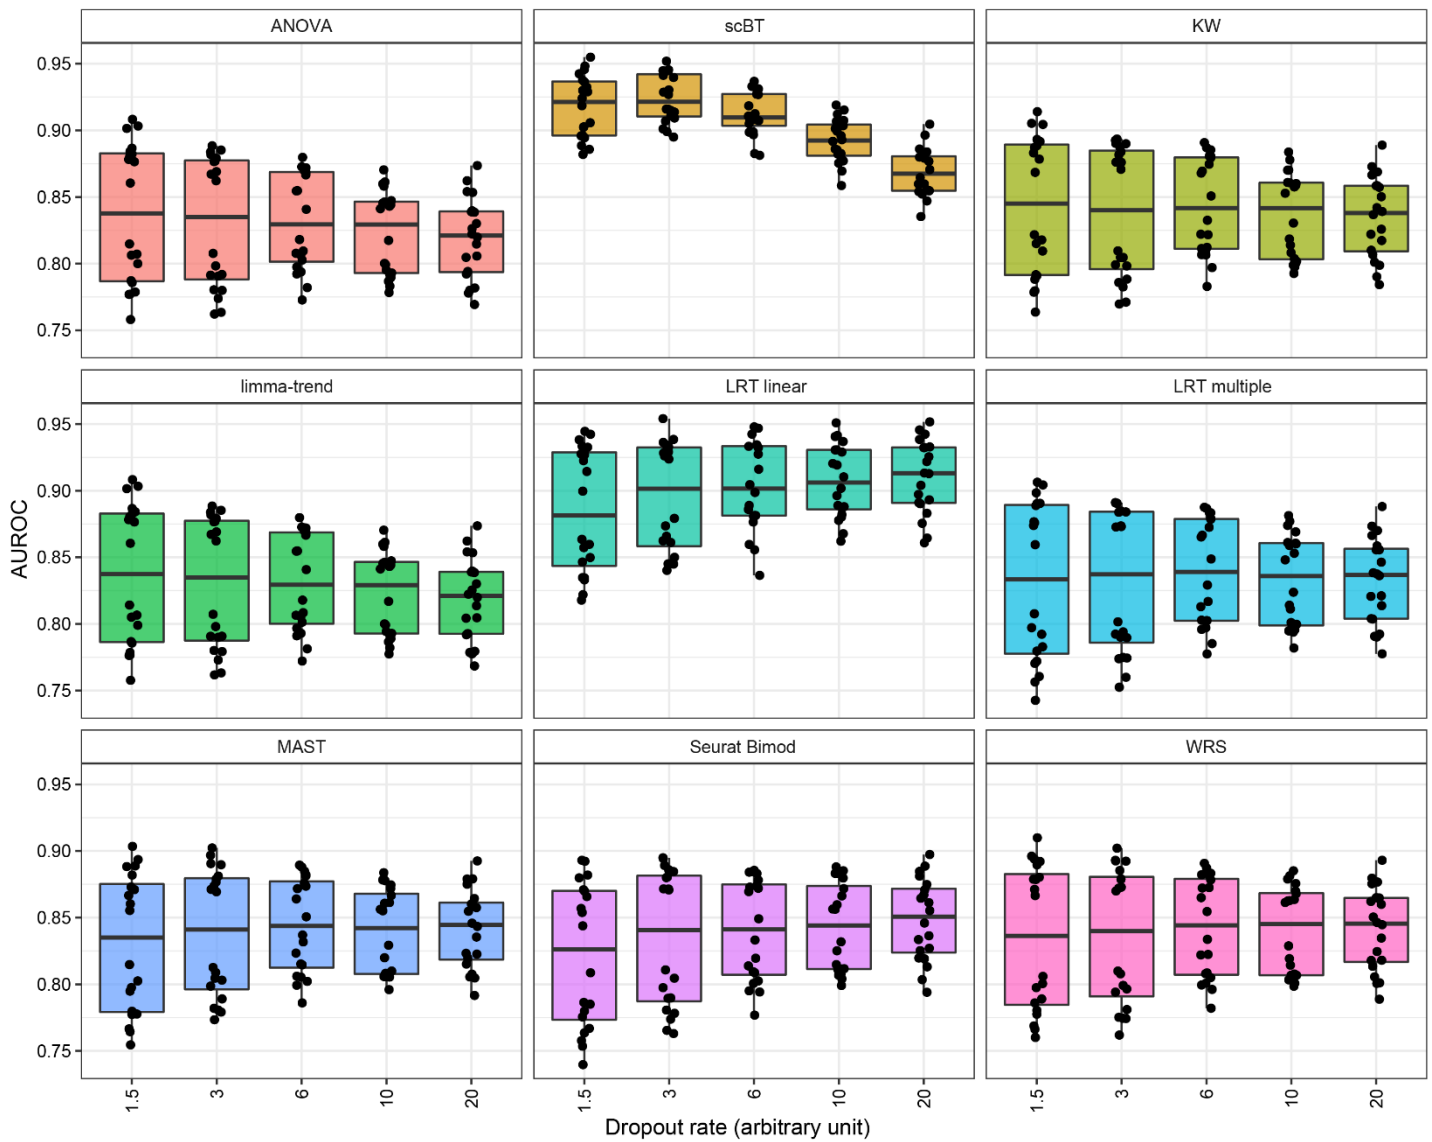 ANOVA scBT KW
0.95
0.90
0.85
0.80
0.75
limma-trend LRT linear LRT multiple
0.95
0.90
0.85
0.80
0.75
AUROC
MAST Seurat Bimod WRS
0.95
0.90
0.85
0.80
0.75
1.5 3 6 10 20 1.5 3 6 10 20 1.5 3 6 10 20
Dropout rate (arbitrary unit)